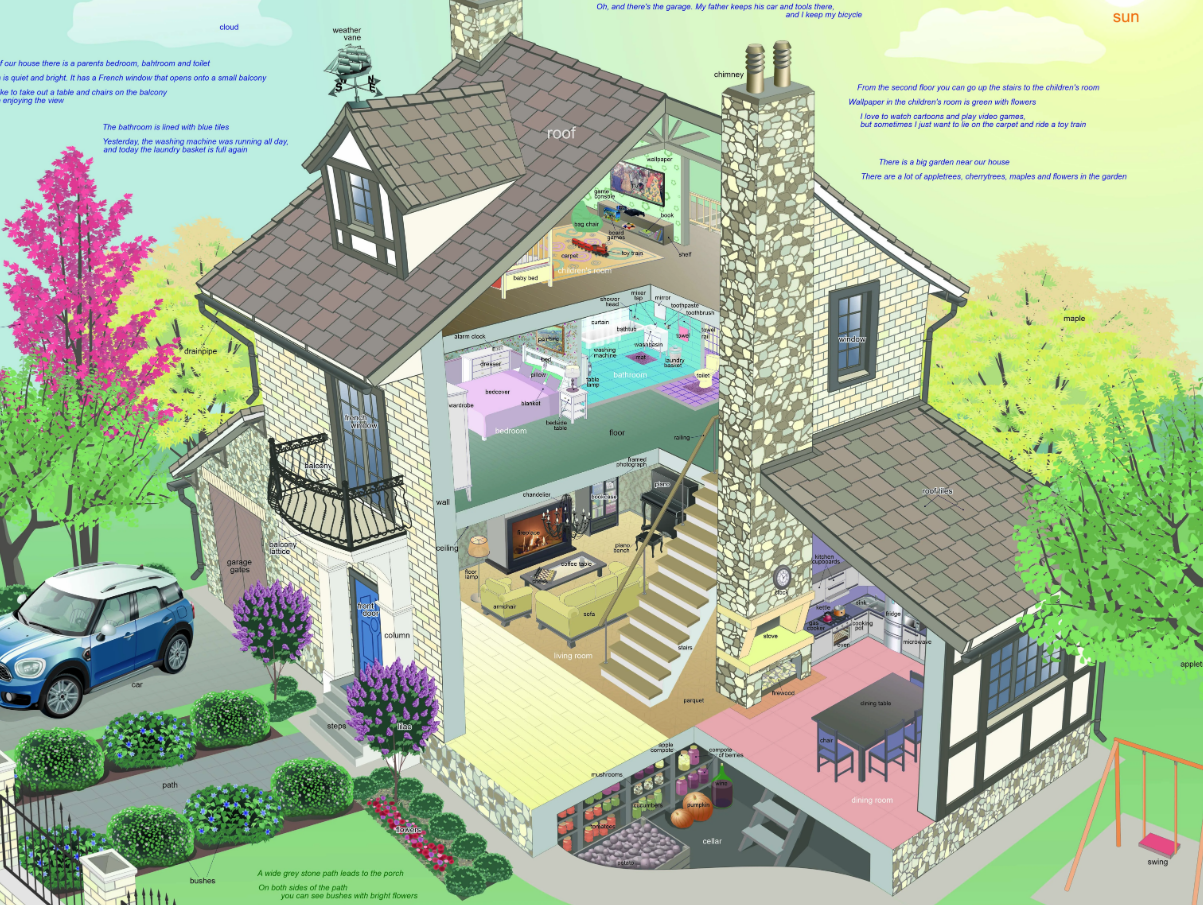 Oh, and there's the garage. My father keeps his car and tools there,
and I keep my bicycle
sun
cloud
weather
vane
of our house there is a parents bedroom, bahtroom and toilet
is quiet and bright. It has a French window that opens onto a small balcony
like to take out a table and chairs on the balcony
enjoying the view
chimney
From the second floor you can go up the stairs to the children's room
Wallpaper in the children's room is green with flowers
I love to watch cartoons and play video games,
but sometimes I just want to lie on the carpet and ride a toy train
The bathroom is lined with blue tiles
Yesterday, the washing machine was running all day,
and today the laundry basket is full again
roof
There is a big garden near our house
There are a lot of appletrees, cherrytrees, maples and flowers in the garden
wallpaper
game
console
book
bag chair
board
games
carpet
toy train
shelf
children's room
baby bed
shower
head
mixer
tap
mirror
toothpaste
toothbrush
curtain
bathtub
towel
towel
rail
washbasin
washing
machine
mat
laundry
basket
bathroom
toilet
alarm clock
painting
dresser
bed
pillow
table
lamp
bedcover
blanket
wardrobe
bedside
table
bedroom
floor
railing
maple
window
drainpipe
french
window
balcony
framed
photograph
wall
chandelier
bookcase
piano
roof tiles
fireplace
ceiling
balcony
lattice
garage
gates
floor
lamp
coffee table
piano
bench
armchair
sofa
living room
stairs
parquet
kitchen
cupboards
clock
kettle
sink
fridge
gas
cooker
cooking
pot
oven
microwave
stove
firewood
front
door
column
car
steps
lilac
dining table
chair
dining room
apple
compote
compote
of berries
mushrooms
wine
cucumbers
pumpkin
tomatoes
cellar
potato
path
flowers
bushes
applet
swing
A wide grey stone path leads to the porch
On both sides of the path
you can see bushes with bright flowers